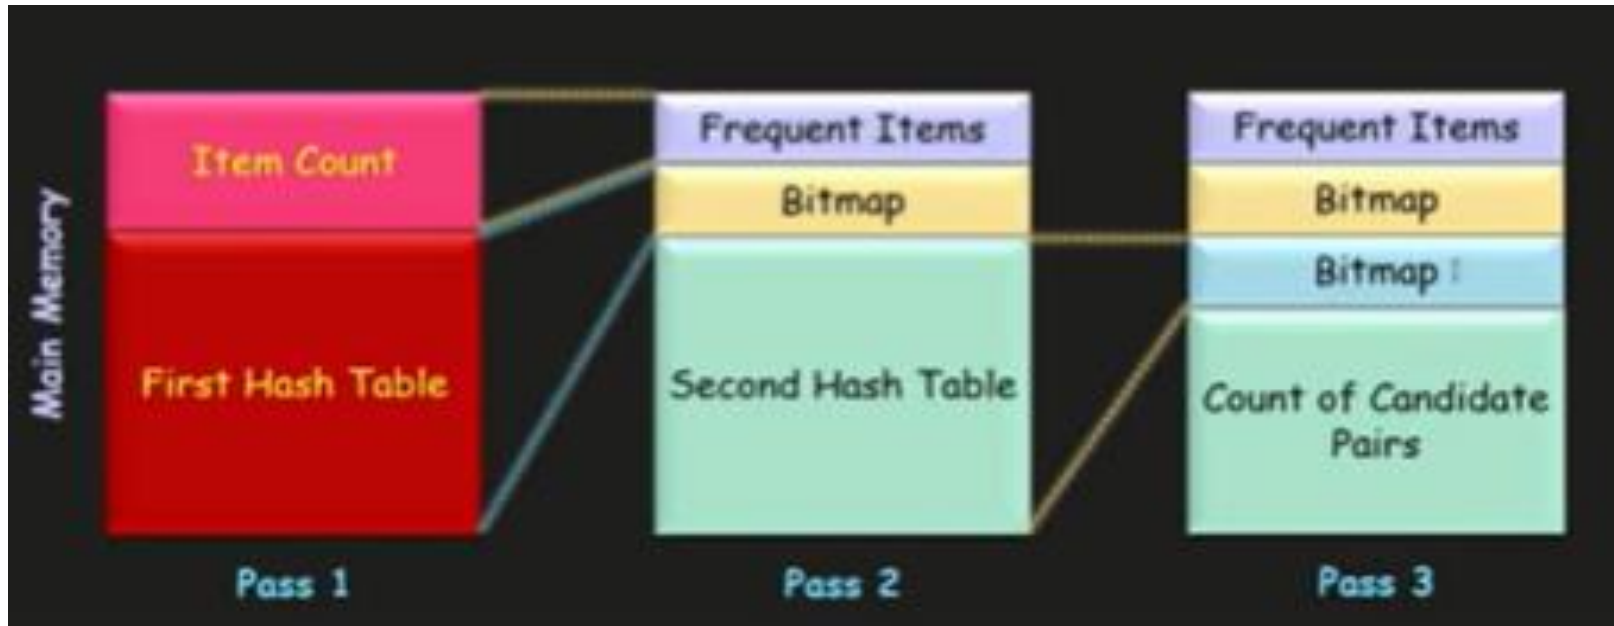 Main Memory
Item Count
First Hash Table
Pass 1
Frequent Items
Bitmap
Second Hash Table
Pass 2
Frequent Items
Bitmap
Bitmap
Count of Candidate
Pairs
Pass 3